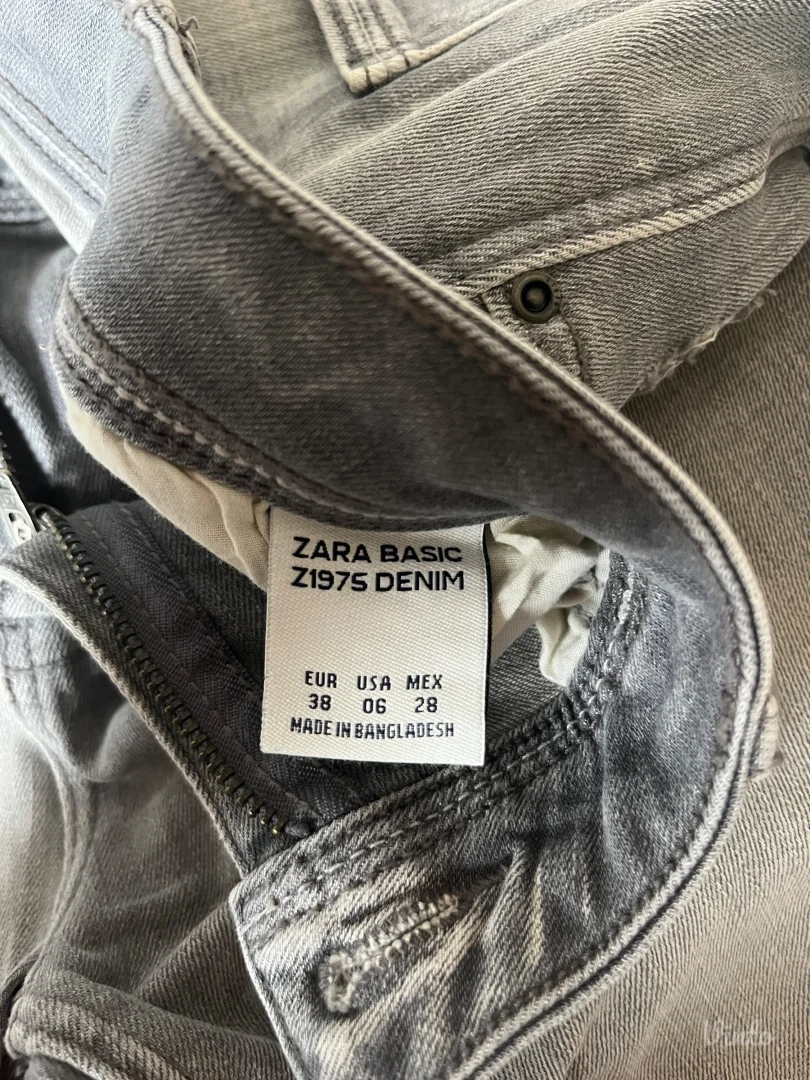 ZARA BASIC
Z1975 DENIM
EUR USA MEX
38 06 28
MADE IN BANGLADESH